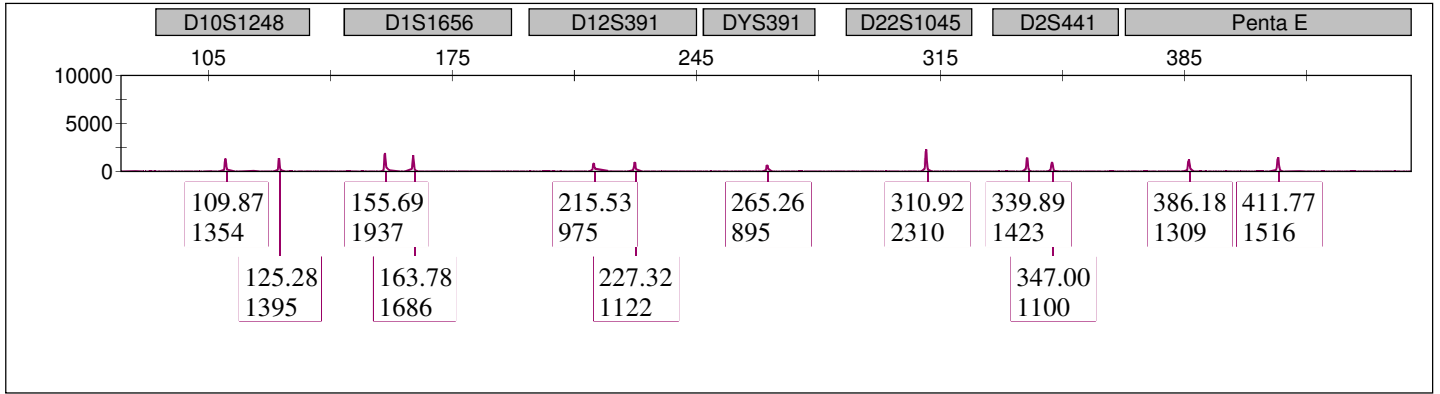 D10S1248 D1S1656 D12S391 DYS391 D22S1045 D2S441 Penta E
105 175 245 315 385
10000
5000
0
109.87 155.69 215.53 265.26 310.92 339.89 386.18 411.77
1354 1937 975 895 2310 1423 1309 1516
125.28 163.78 227.32 347.00
1395 1686 1122 1100